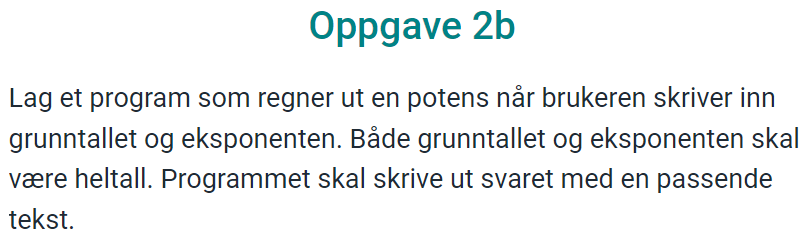 Oppgave 2b
Lag et program som regner ut en potens når brukeren skriver inn
grunntallet og eksponenten. Både grunntallet og eksponenten skal
være heltall. Programmet skal skrive ut svaret med en passende
tekst.